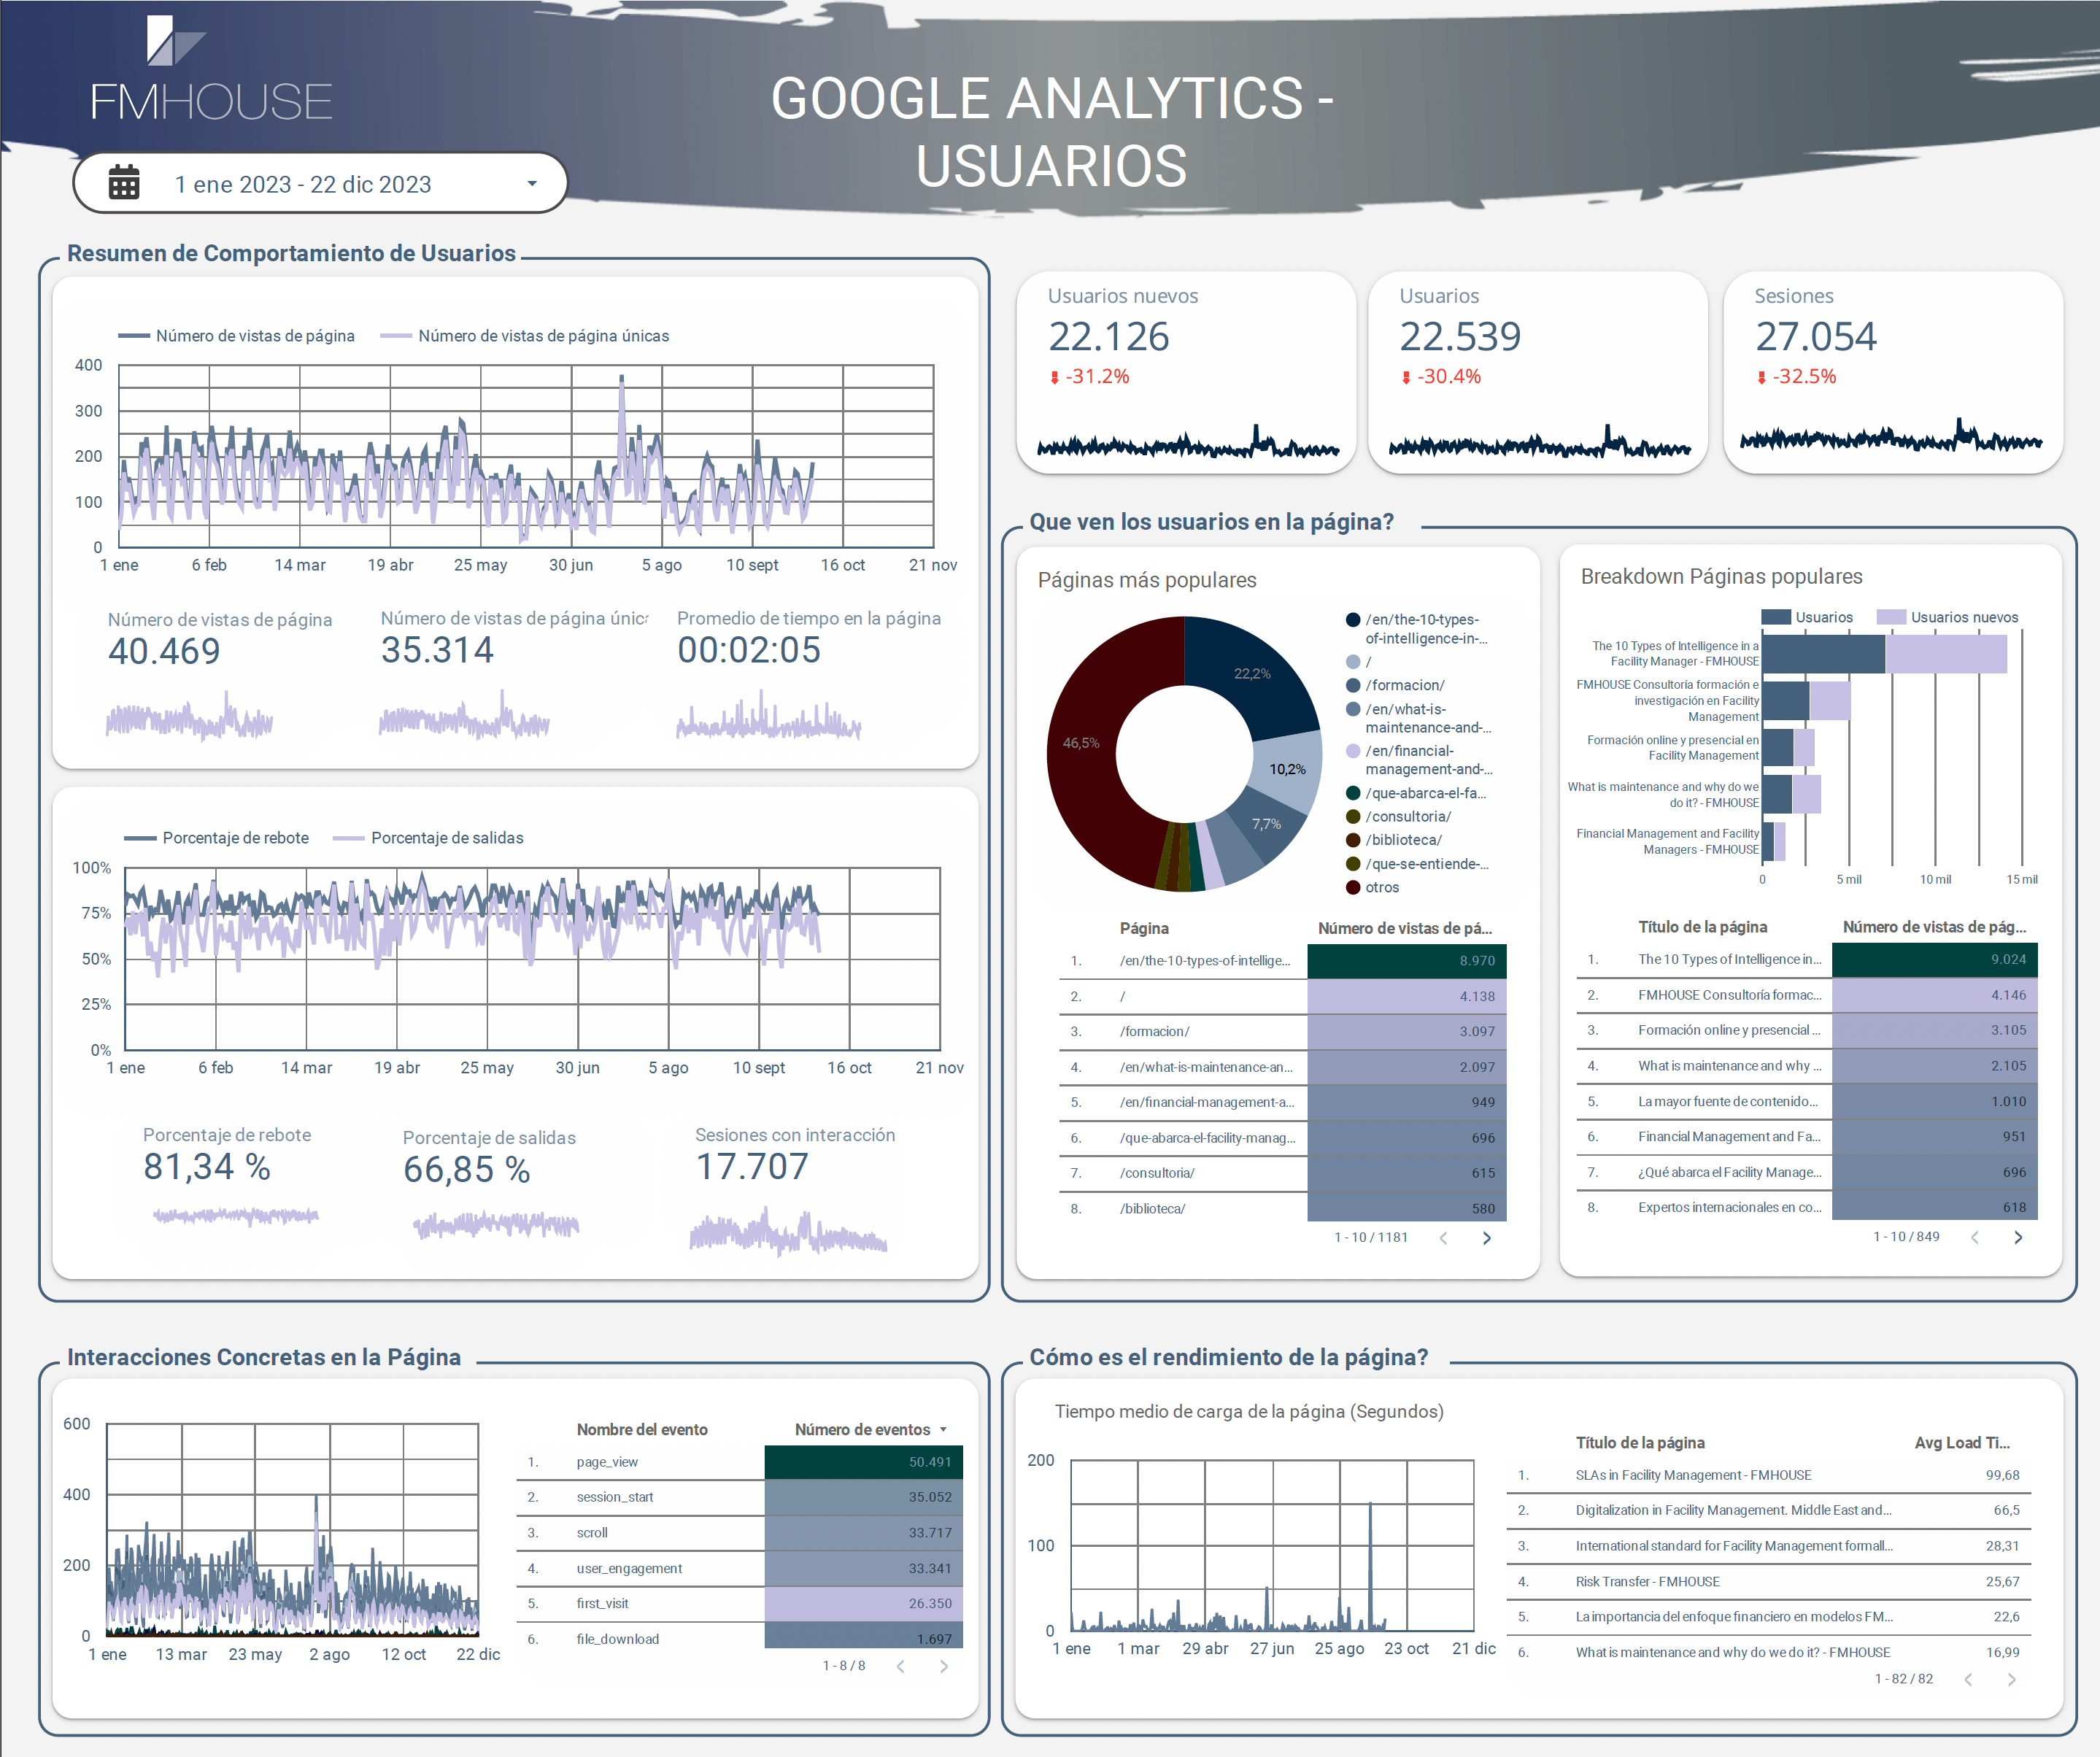 FMHOUSE
GOOGLE ANALYTICS -
USUARIOS
1 ene 2023 - 22 dic 2023
Resumen de Comportamiento de Usuarios
Número de vistas de página
Número de vistas de página únicas
400
300
200
100
0
1 ene
6 feb
14 mar
19 abr
25 may
30 jun
5 ago
10 sept
16 oct
21 nov
Número de vistas de página
40.469
Número de vistas de página únic
35.314
Promedio de tiempo en la página
00:02:05
Porcentaje de rebote
Porcentaje de salidas
100%
75%
50%
25%
0%
1 ene
6 feb
14 mar
19 abr
25 may
30 jun
5 ago
10 sept
16 oct
21 nov
Porcentaje de rebote
81,34 %
Porcentaje de salidas
66,85 %
Sesiones con interacción
17.707
Usuarios nuevos
22.126
-31.2%
Usuarios
22.539
-30.4%
Sesiones
27.054
-32.5%
Que ven los usuarios en la página?
Páginas más populares
22,2%
10,2%
7,7%
46,5%
/en/the-10-types-
of-intelligence-in-...
/
/formacion/
/en/what-is-
maintenance-and-...
/en/financial-
management-and-...
/que-abarca-el-fa...
/consultoria/
/biblioteca/
/que-se-entiende-...
otros
Página Número de vistas de pá...
1. /en/the-10-types-of-intellige... 8.970
2. / 4.138
3. /formacion/ 3.097
4. /en/what-is-maintenance-an... 2.097
5. /en/financial-management-a... 949
6. /que-abarca-el-facility-manag... 696
7. /consultoria/ 615
8. /biblioteca/ 580
1 - 10 / 1181
Breakdown Páginas populares
Usuarios
Usuarios nuevos
The 10 Types of Intelligence in a
Facility Manager - FMHOUSE
FMHOUSE Consultoría formación e
investigación en Facility
Management
Formación online y presencial en
Facility Management
What is maintenance and why do we
do it? - FMHOUSE
Financial Management and Facility
Managers - FMHOUSE
0
5 mil
10 mil
15 mil
Título de la página Número de vistas de pág...
1. The 10 Types of Intelligence in... 9.024
2. FMHOUSE Consultoría formac... 4.146
3. Formación online y presencial ... 3.105
4. What is maintenance and why ... 2.105
5. La mayor fuente de contenido... 1.010
6. Financial Management and Fa... 951
7. ¿Qué abarca el Facility Manage... 696
8. Expertos internacionales en co... 618
1 - 10 / 849
Interacciones Concretas en la Página
600
400
200
0
1 ene
13 mar
23 may
2 ago
12 oct
22 dic
Nombre del evento Número de eventos
1. page_view 50.491
2. session_start 35.052
3. scroll 33.717
4. user_engagement 33.341
5. first_visit 26.350
6. file_download 1.697
1 - 8 / 8
Cómo es el rendimiento de la página?
Tiempo medio de carga de la página (Segundos)
200
100
0
1 ene
1 mar
29 abr
27 jun
25 ago
23 oct
21 dic
Título de la página Avg Load Ti...
1. SLAs in Facility Management - FMHOUSE 99,68
2. Digitalization in Facility Management. Middle East and... 66,5
3. International standard for Facility Management formall... 28,31
4. Risk Transfer - FMHOUSE 25,67
5. La importancia del enfoque financiero en modelos FM... 22,6
6. What is maintenance and why do we do it? - FMHOUSE 16,99
1 - 82 / 82